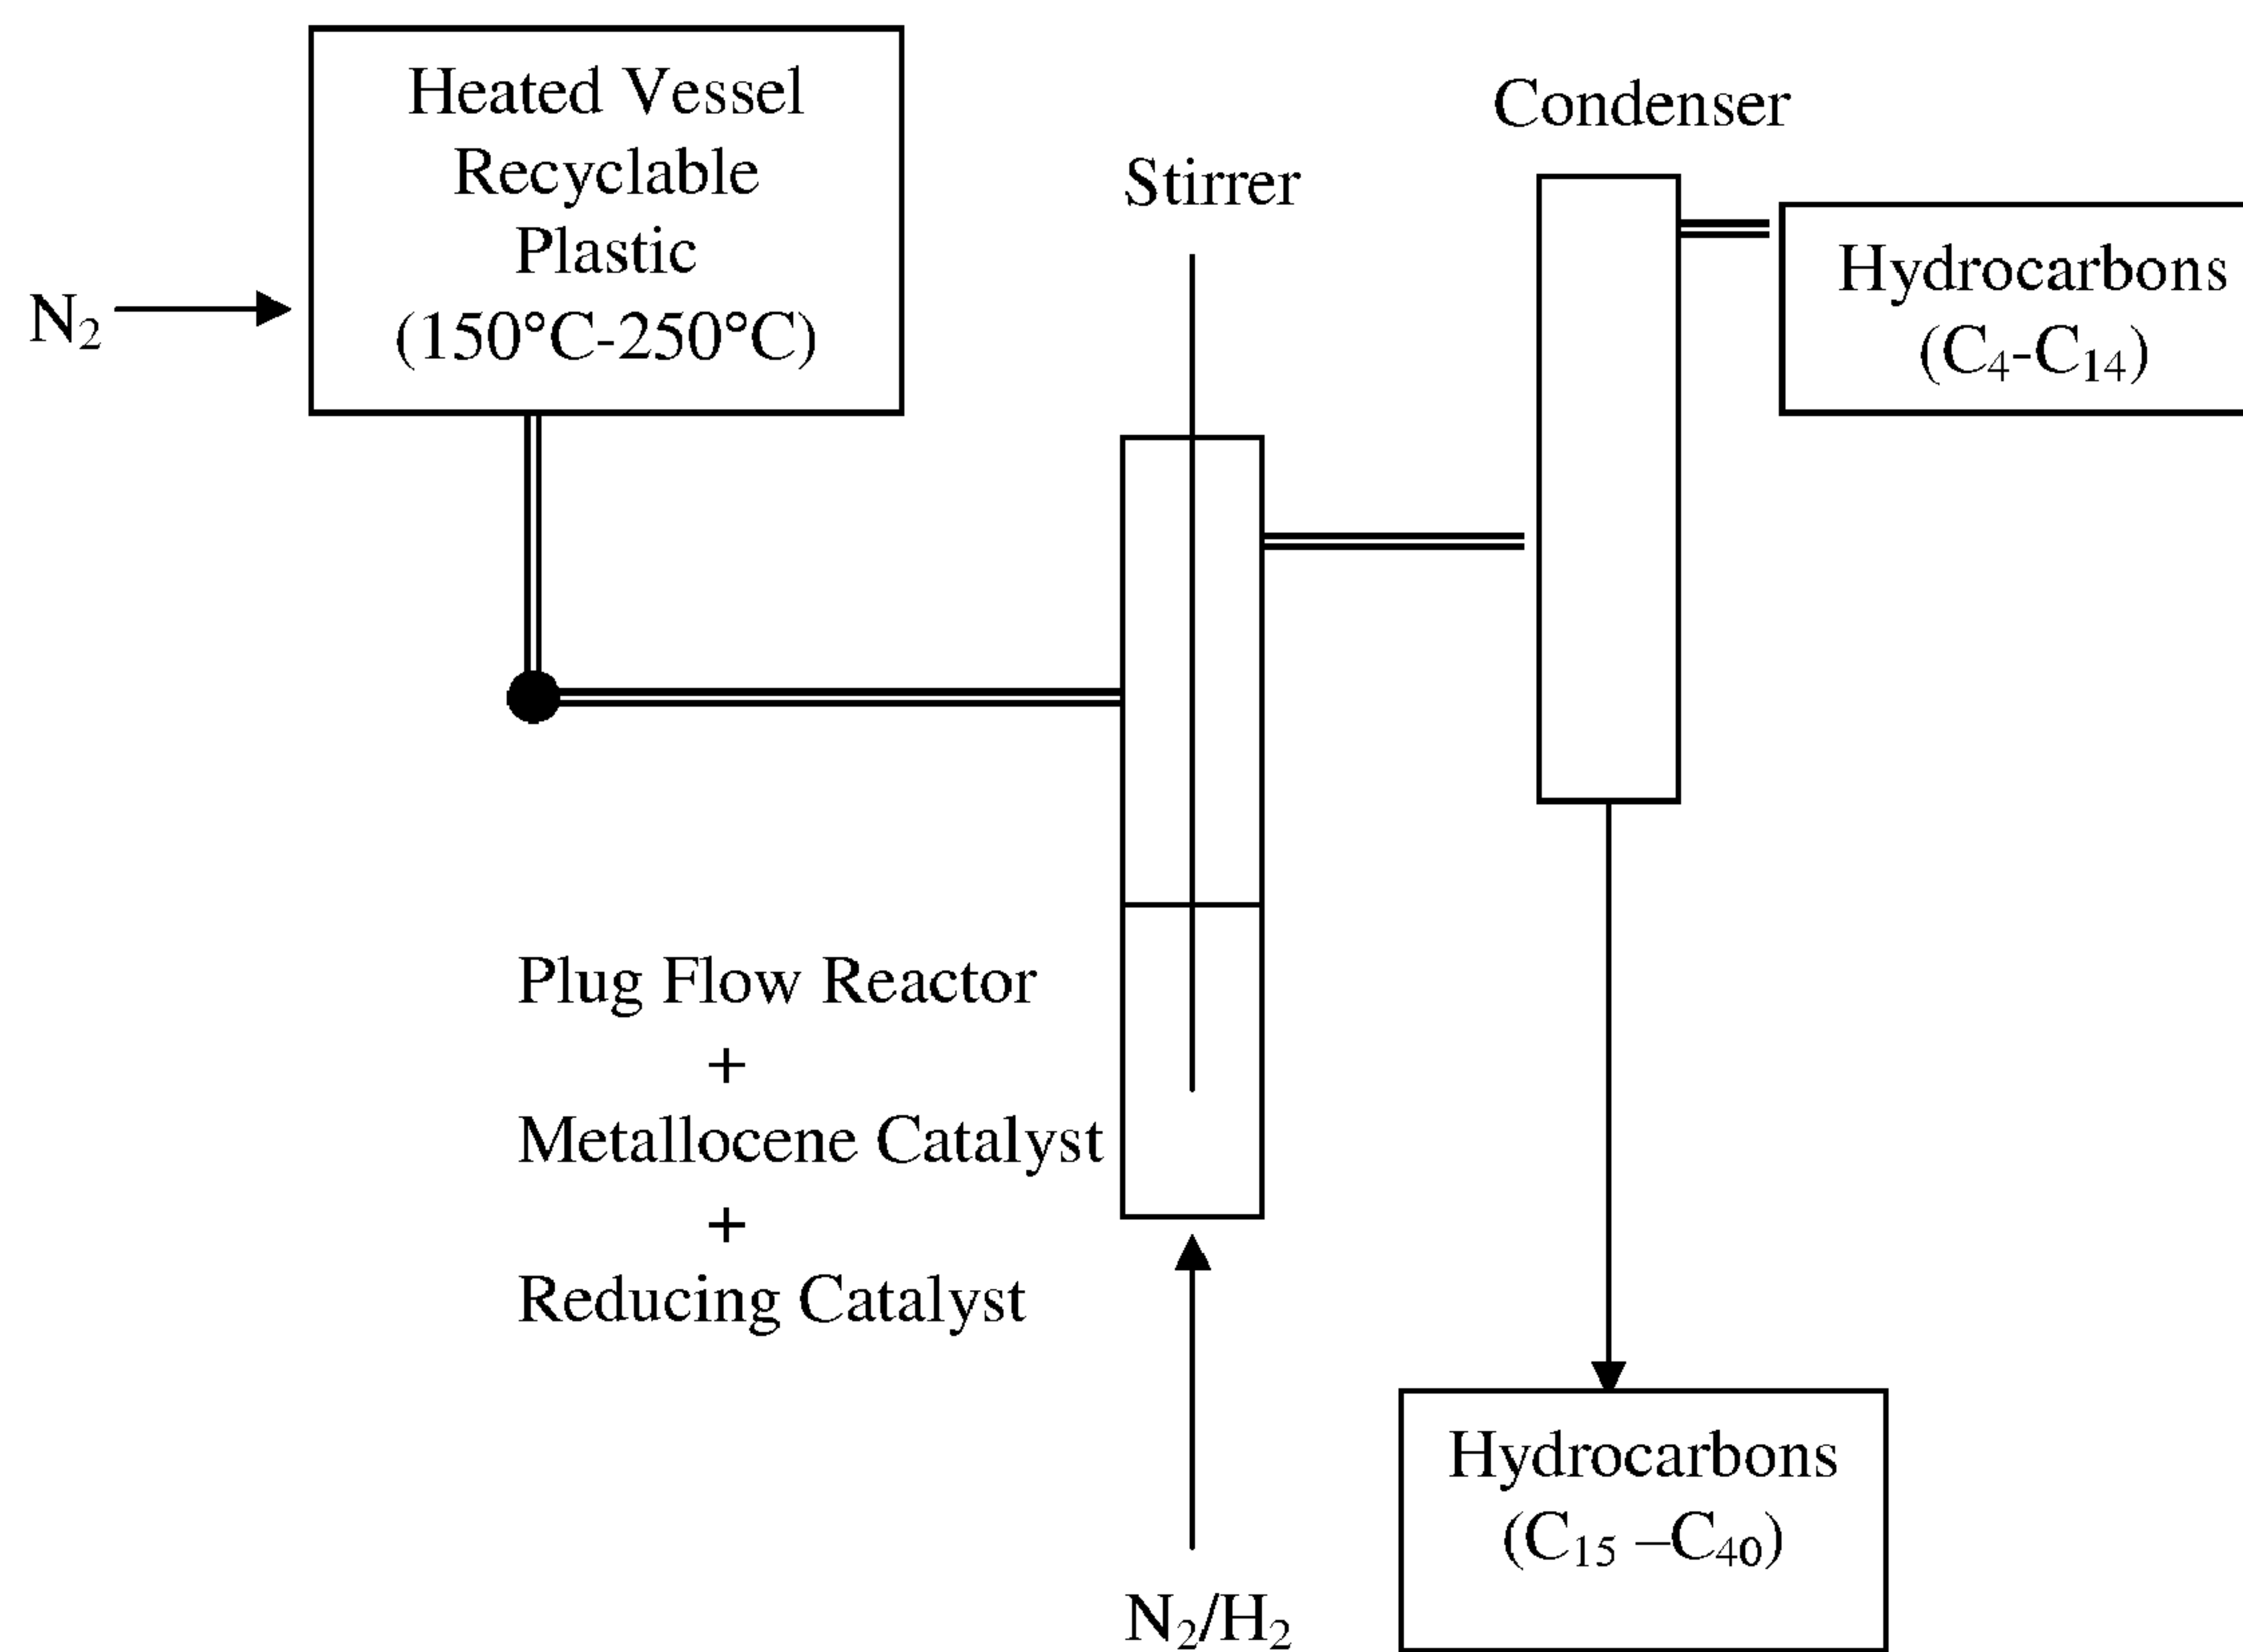 Heated Vessel
Recyclable
Plastic
(150°C-250°C)
N₂
Condenser
Stirrer
Hydrocarbons
(C₄-C₁₄)
Plug Flow Reactor
+
Metallocene Catalyst
+
Reducing Catalyst
N₂/H₂
Hydrocarbons
(C₁₅ –C₄₀)